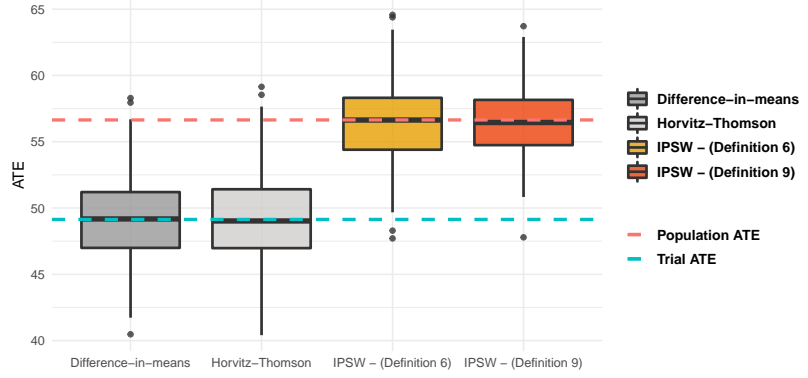 65
60
55
50
45
40
ATE
Difference−in−means
Horvitz−Thomson
IPSW − (Definition 6)
IPSW − (Definition 9)
Difference−in−means
Horvitz−Thomson
IPSW − (Definition 6)
IPSW − (Definition 9)
Population ATE
Trial ATE